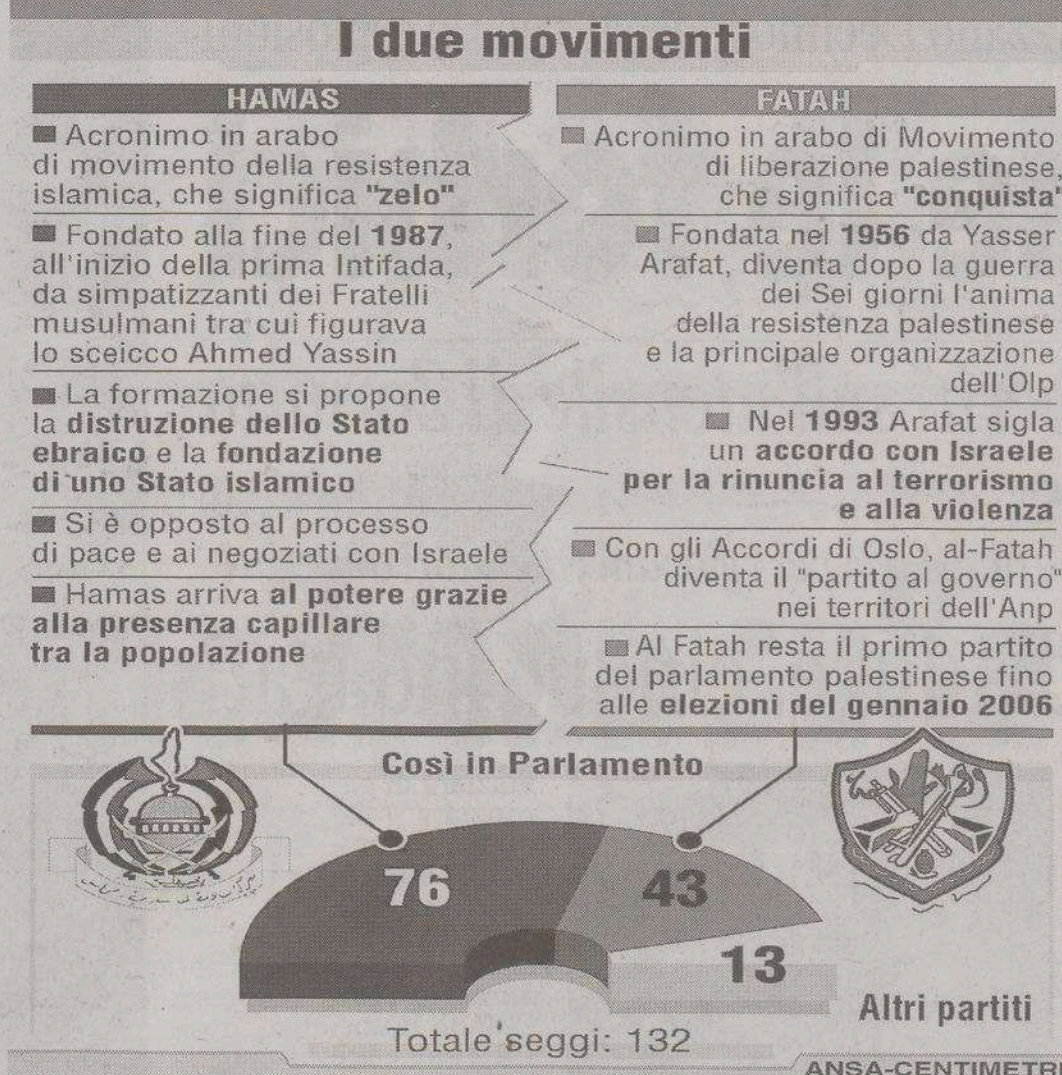 I due movimenti
HAMAS
Acronimo in arabo
di movimento della resistenza
islamica, che significa "zelo"
Fondato alla fine del 1987,
all'inizio della prima Intifada,
da simpatizzanti dei Fratelli
musulmani tra cui figurava
lo sceicco Ahmed Yassin
La formazione si propone
la distruzione dello Stato
ebraico e la fondazione
di uno Stato islamico
Si è opposto al processo
di pace e ai negoziati con Israele
Hamas arriva al potere grazie
alla presenza capillare
tra la popolazione
FATAH
Acronimo in arabo di Movimento
di liberazione palestinese,
che significa "conquista"
Fondata nel 1956 da Yasser
Arafat, diventa dopo la guerra
dei Sei giorni l'anima
della resistenza palestinese
e la principale organizzazione
dell'Olp
Nel 1993 Arafat sigla
un accordo con Israele
per la rinuncia al terrorismo
e alla violenza
Con gli Accordi di Oslo, al-Fatah
diventa il "partito al governo"
nei territori dell'Anp
Al Fatah resta il primo partito
del parlamento palestinese fino
alle elezioni del gennaio 2006
Così in Parlamento
76
43
13
Altri partiti
Totale seggi: 132
ANSA-CENTIMETRI